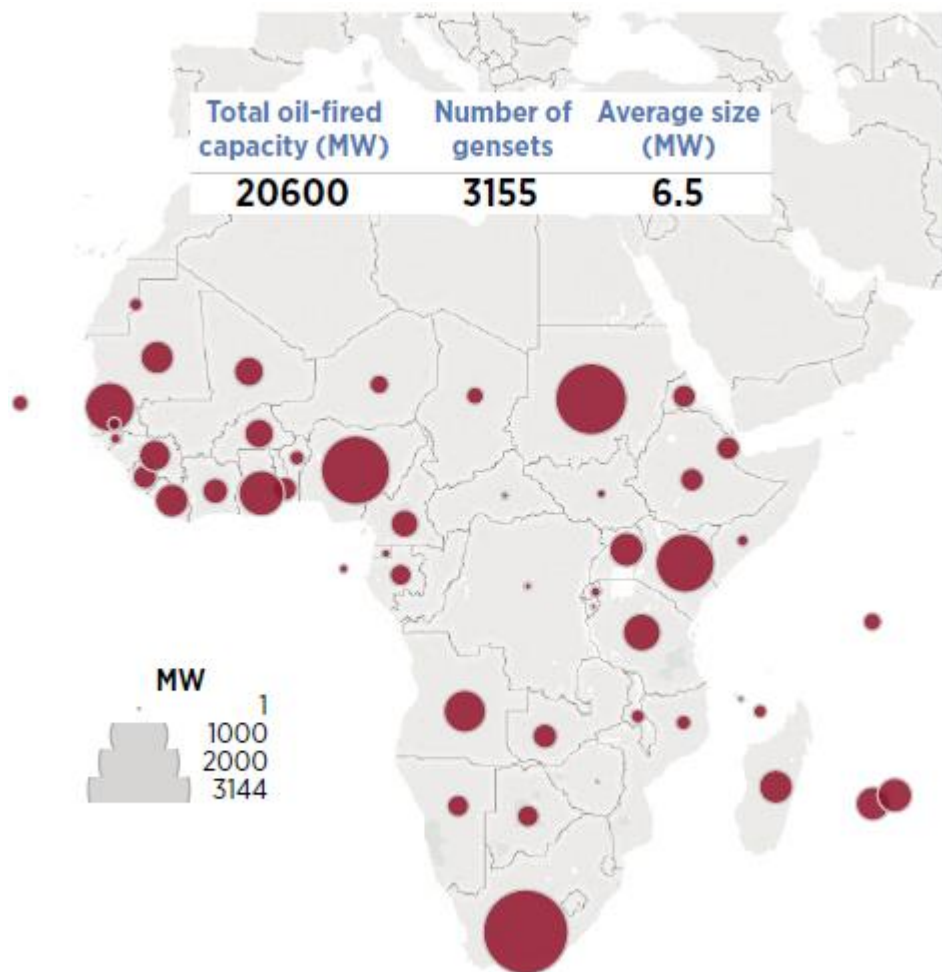 Total oil-fired capacity (MW)
Number of gensets
Average size (MW)
20600
3155
6.5
MW
1
1000
2000
3144